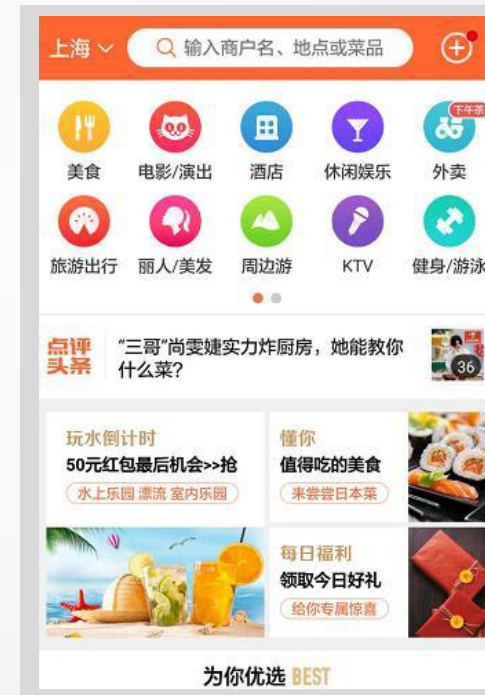 上海
输入商户名、地点或菜品
下午茶
美食 电影/演出 酒店 休闲娱乐 外卖
旅游出行 丽人/美发 周边游 KTV 健身/游泳
点评
头条
“三哥”尚雯婕实力炸厨房，她能教你
什么菜？
36
玩水倒计时
50元红包最后机会>>抢
水上乐园 漂流 室内乐园
懂你
值得吃的美食
来尝尝日本菜
每日福利
领取今日好礼
给你专属惊喜
为你优选 BEST